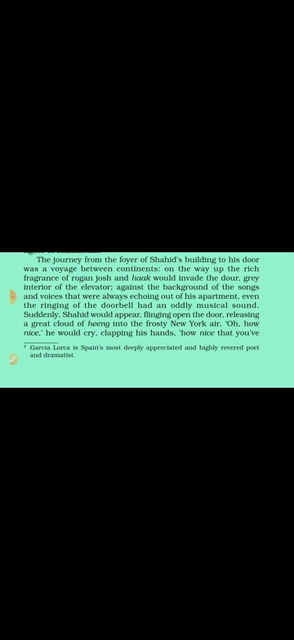 The journey from the foyer of Shahid's building to his door
was a voyage between continents: on the way up the rich
fragrance of rogan josh and haak would invade the dour, grey
interior of the elevator; against the background of the songs
and voices that were always echoing out of his apartment, even
the ringing of the doorbell had an oddly musical sound.
Suddenly, Shahid would appear, flinging open the door, releasing
a great cloud of heeng into the frosty New York air, 'Oh, how
nice,' he would cry, clapping his hands, 'how nice that you've
² Garcia Lorca is Spain's most deeply appreciated and highly revered poet
and dramatist.